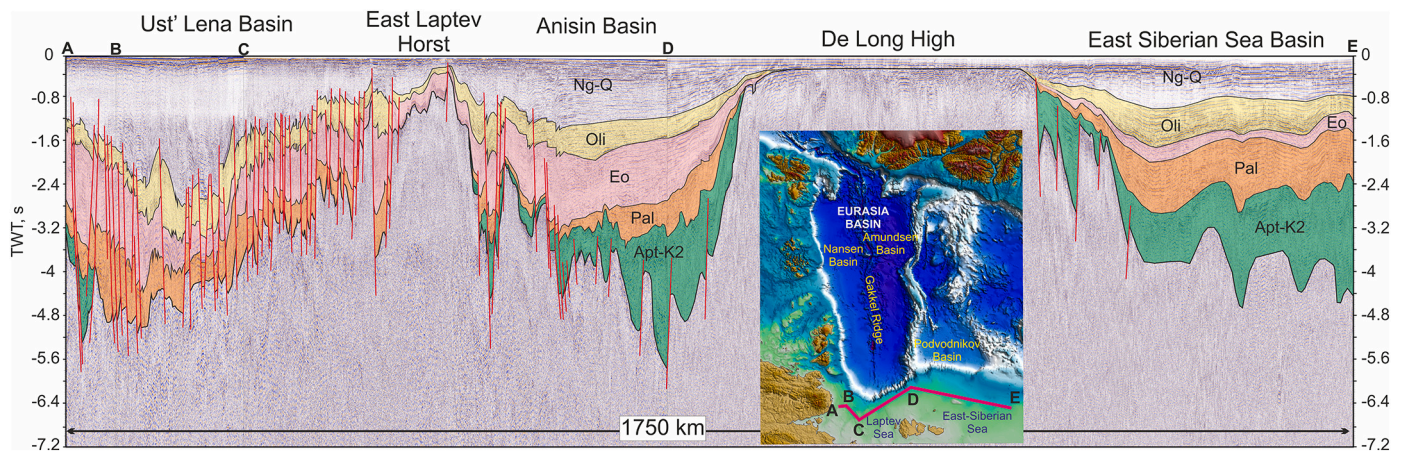 Ust' Lena Basin
East Laptev
Horst
Anisin Basin
De Long High
East Siberian Sea Basin
A
B
C
D
E
TWT, s
0
-0.8
-1.6
-2.4
-3.2
-4
-4.8
-5.6
-6.4
-7.2
0
-0.8
-1.6
-2.4
-3.2
-4
-4.8
-5.6
-6.4
-7.2
Ng-Q
Oli
Eo
Pal
Apt-K2
Ng-Q
Oli
Eo
Pal
Apt-K2
EURASIA
BASIN
Amundsen
Basin
Nansen
Basin
Gakkel Ridge
Podvodnikov
Basin
A
B
C
D
E
Laptev
Sea
East-Siberian
Sea
1750 km